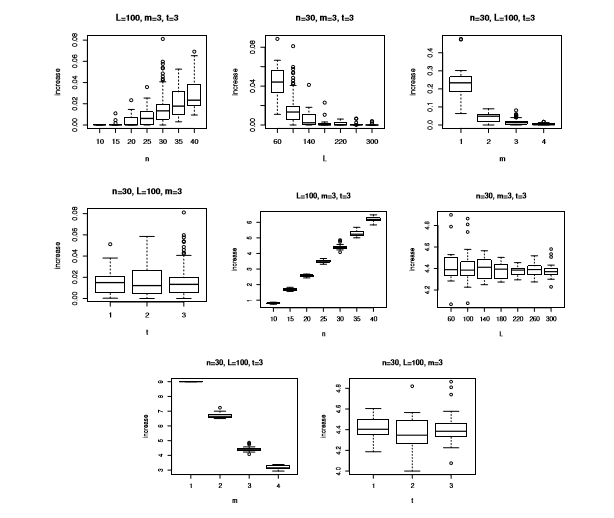 L=100, m=3, t=3
n=30, m=3, t=3
n=30, L=100, t=3
increase
0.00 0.02 0.04 0.06 0.08
10 15 20 25 30 35 40
n
increase
0.00 0.02 0.04 0.06 0.08
60 140 220 300
L
increase
0.0 0.1 0.2 0.3 0.4
1 2 3 4
m
n=30, L=100, m=3
L=100, m=3, t=3
n=30, m=3, t=3
increase
0.00 0.02 0.04 0.06 0.08
1 2 3
t
increase
1 2 3 4 5 6
10 15 20 25 30 35 40
n
increase
4.2 4.4 4.6 4.8
60 100 140 180 220 260 300
L
n=30, L=100, t=3
n=30, L=100, m=3
increase
3 4 5 6 7 8 9
1 2 3 4
m
increase
4.0 4.2 4.4 4.6 4.8
1 2 3
t